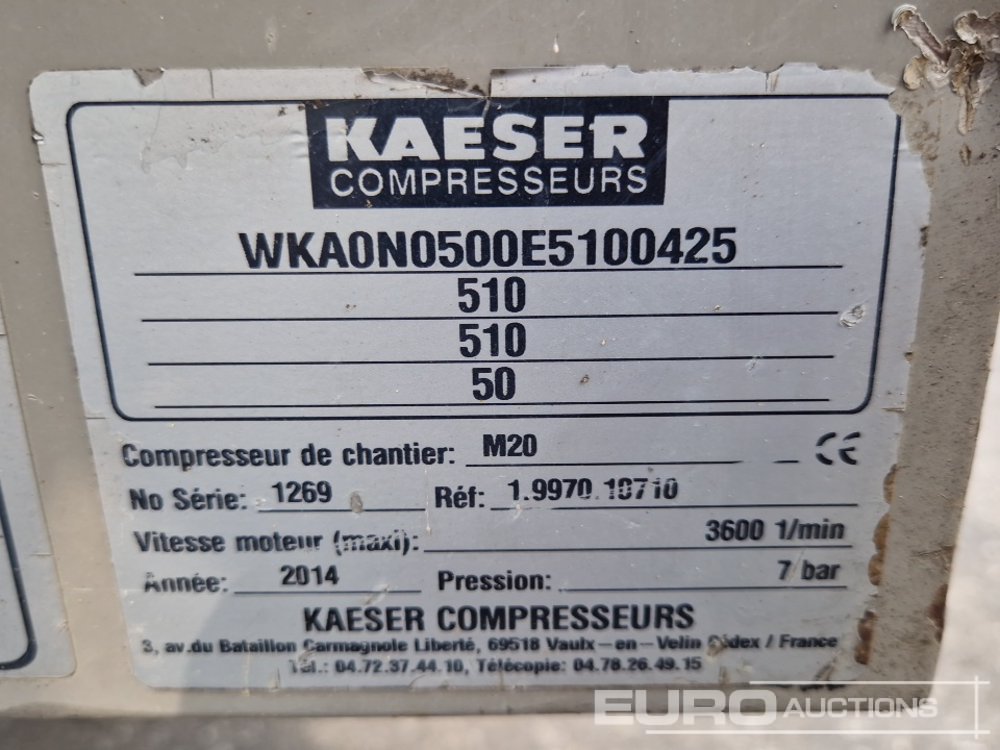 KAESER
COMPRESSEURS
WKA0N0500E5100425
510
510
50
Compresseur de chantier: M20 CE
No Série: 1269 Réf: 1.9970.10710
Vitesse moteur (maxi): 3600 1/min
Année: 2014 Pression: 7 bar
KAESER COMPRESSEURS
3, av.du Bataillon Carmagnole Liberté, 69518 Vaulx-en-Velin Cédex / France
Tél.: 04.72.37.44.10, Télécopie: 04.78.26.49.15
EURO AUCTIONS